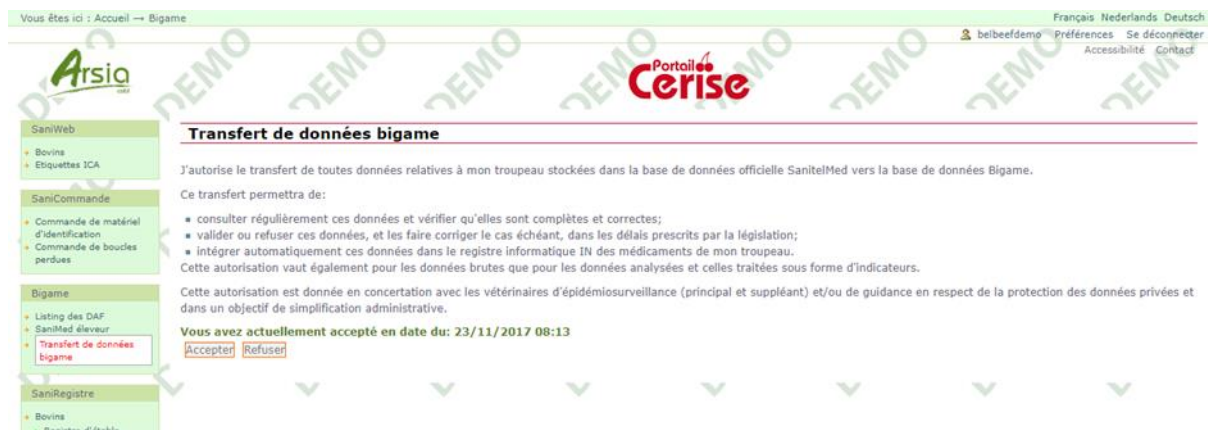 Vous êtes ici : Accueil → Bigame
Français Nederlands Deutsch
belbeefdemo Préférences Se déconnecter
Accessibilité Contact
Arsia
Portail
Cerise
DEMO DEMO DEMO DEMO DEMO DEMO DEMO DEMO
SaniWeb
Bovins
Etiquettes ICA
SaniCommande
Commande de matériel
d'identification
Commande de boucles
perdues
Bigame
Listing des DAF
SaniMed éleveur
Transfert de données
bigame
SaniRegistre
Bovins
Transfert de données bigame
J'autorise le transfert de toutes données relatives à mon troupeau stockées dans la base de données officielle SanitelMed vers la base de données Bigame.
Ce transfert permettra de:
consulter régulièrement ces données et vérifier qu'elles sont complètes et correctes;
valider ou refuser ces données, et les faire corriger le cas échéant, dans les délais prescrits par la législation;
intégrer automatiquement ces données dans le registre informatique IN des médicaments de mon troupeau.
Cette autorisation vaut également pour les données brutes que pour les données analysées et celles traitées sous forme d'indicateurs.
Cette autorisation est donnée en concertation avec les vétérinaires d'épidémiosurveillance (principal et suppléant) et/ou de guidance en respect de la protection des données privées et
dans un objectif de simplification administrative.
Vous avez actuellement accepté en date du: 23/11/2017 08:13
Accepter Refuser